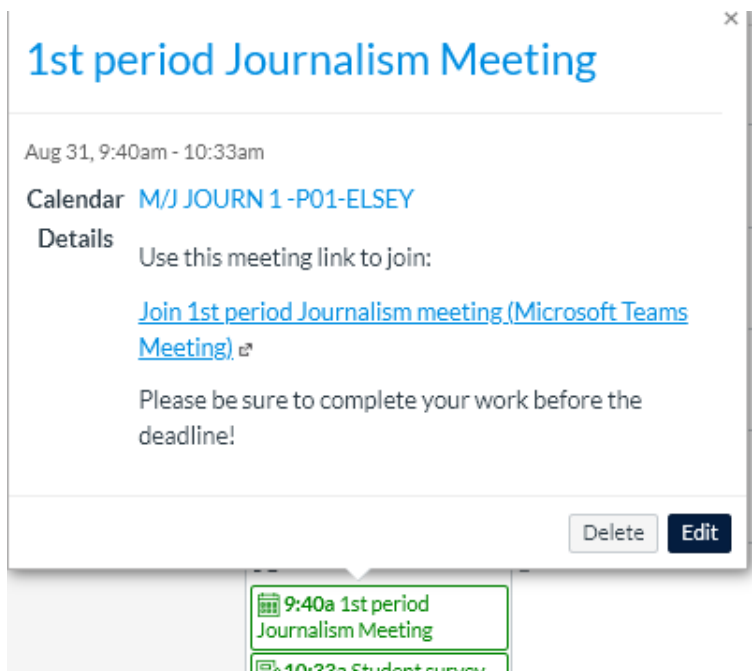 1st period Journalism Meeting
Aug 31, 9:40am - 10:33am
Calendar M/J JOURN 1 -P01-ELSEY
Details
Use this meeting link to join:
Join 1st period Journalism meeting (Microsoft Teams
Meeting)
Please be sure to complete your work before the
deadline!
Delete Edit
9:40a 1st period
Journalism Meeting
10:33a Student survey